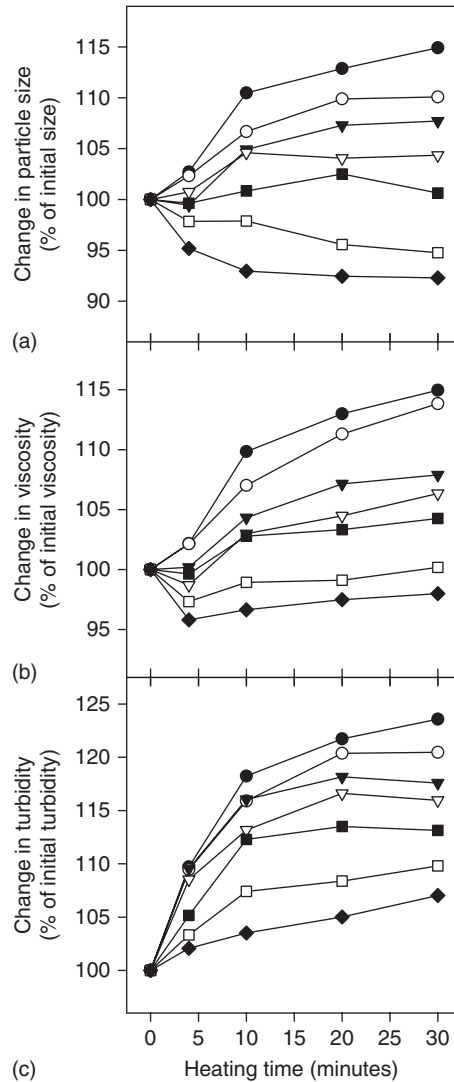 Change in particle size
(% of initial size)
115
110
105
100
95
90
(a)
Change in viscosity
(% of initial viscosity)
115
110
105
100
95
(b)
Change in turbidity
(% of initial turbidity)
125
120
115
110
105
100
0 5 10 15 20 25 30
(c)
Heating time (minutes)